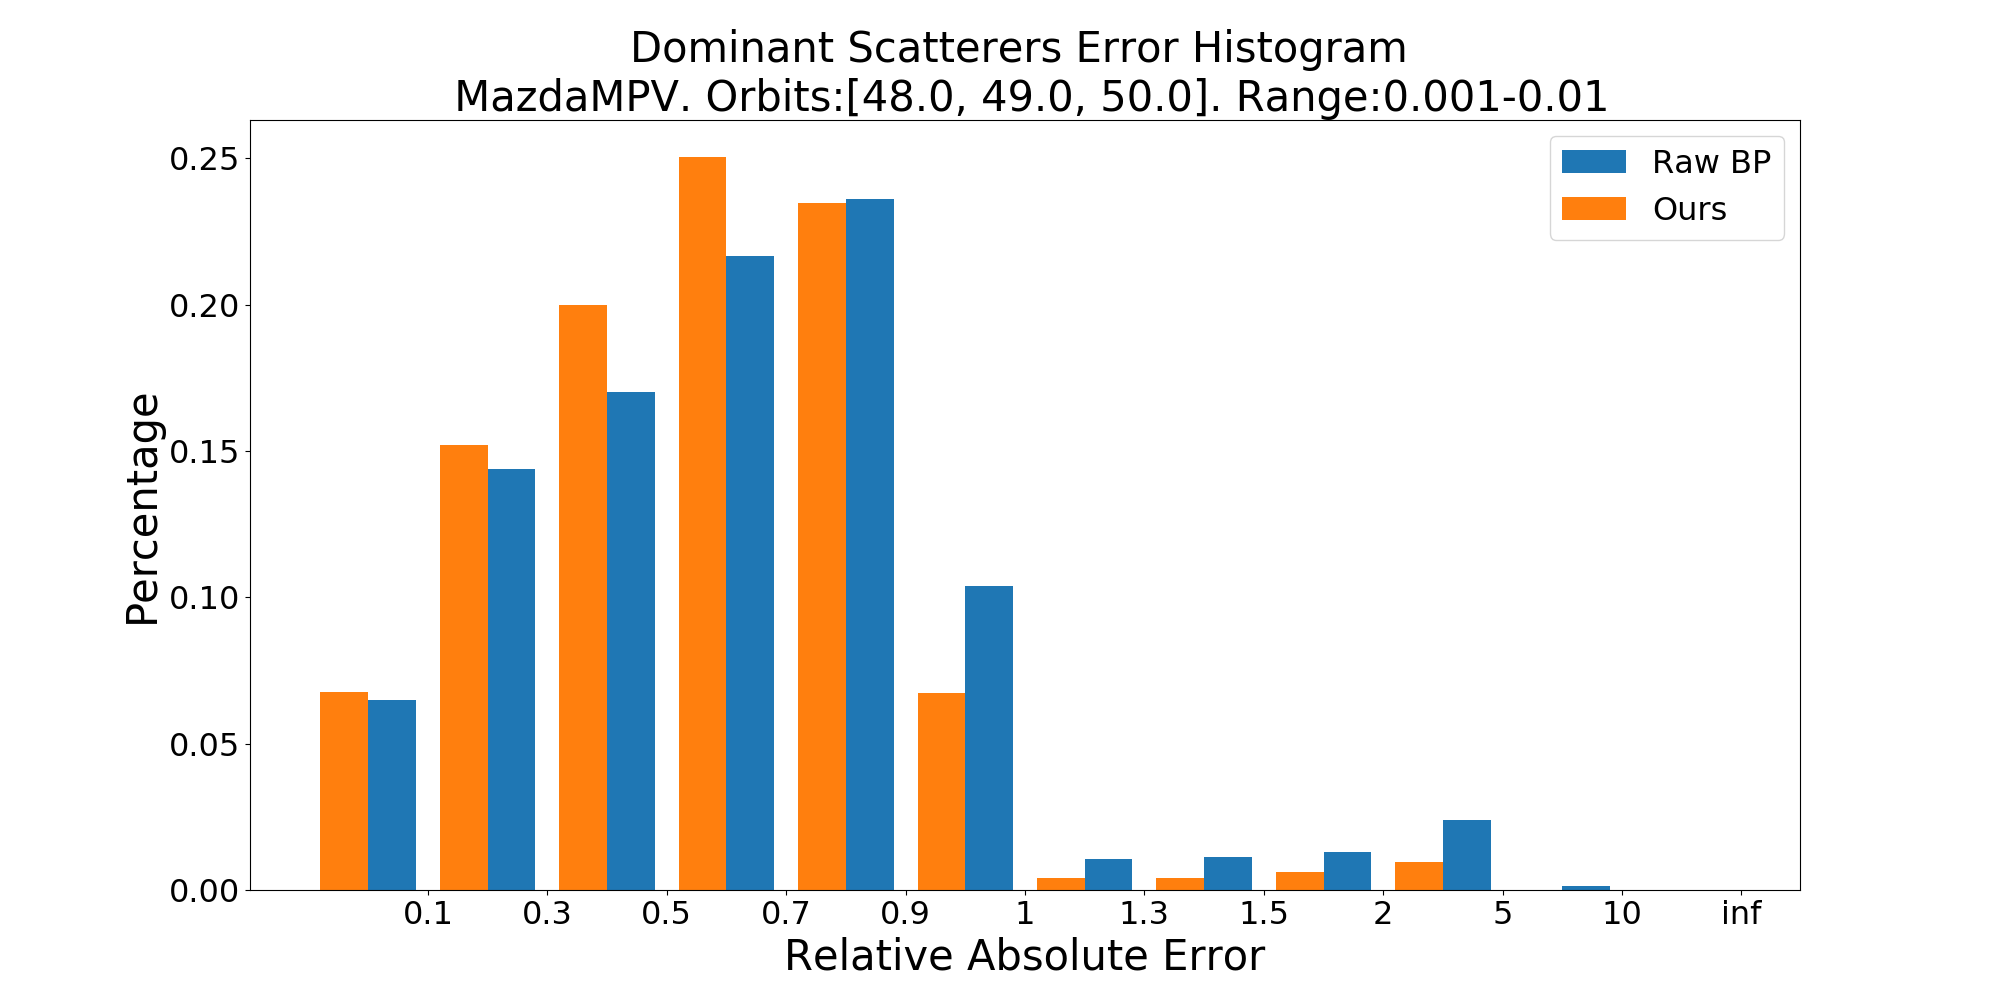 Dominant Scatterers Error Histogram
MazdaMPV. Orbits:[48.0, 49.0, 50.0]. Range:0.001-0.01
Raw BP
Ours
Percentage
0.25
0.20
0.15
0.10
0.05
0.00
0.1 0.3 0.5 0.7 0.9 1 1.3 1.5 2 5 10 inf
Relative Absolute Error